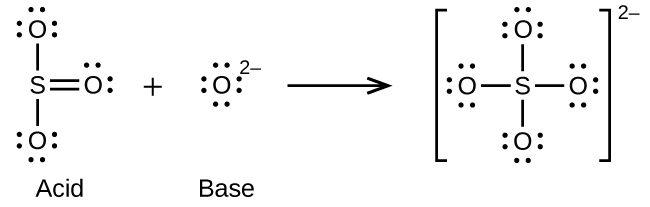 O
S O + O 2– O
O
Acid Base
O 2–
O S O
O